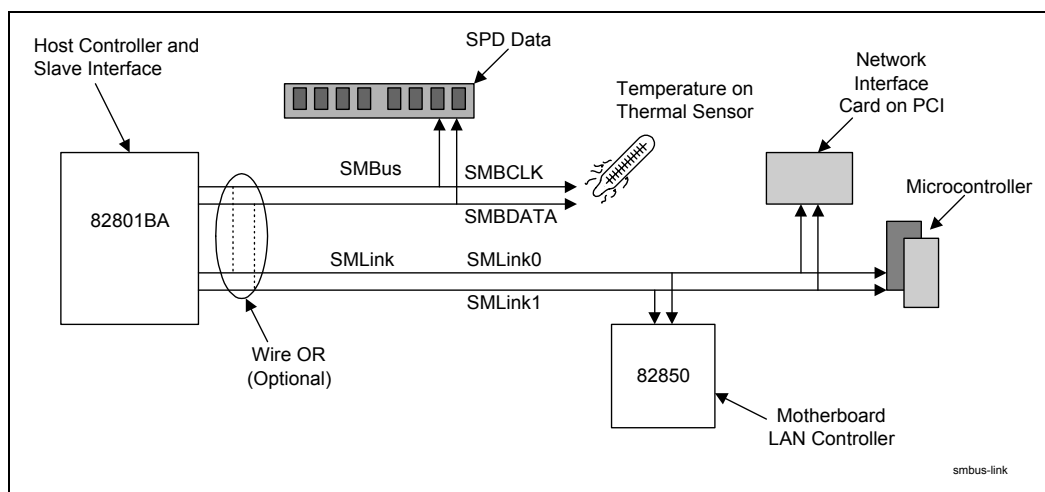 Host Controller and
Slave Interface
SPD Data
Temperature on
Thermal Sensor
Network
Interface
Card on PCI
Microcontroller
82801BA
SMBus
SMBCLK
SMBDATA
SMLink
SMLink0
SMLink1
Wire OR
(Optional)
82850
Motherboard
LAN Controller
smbus-link